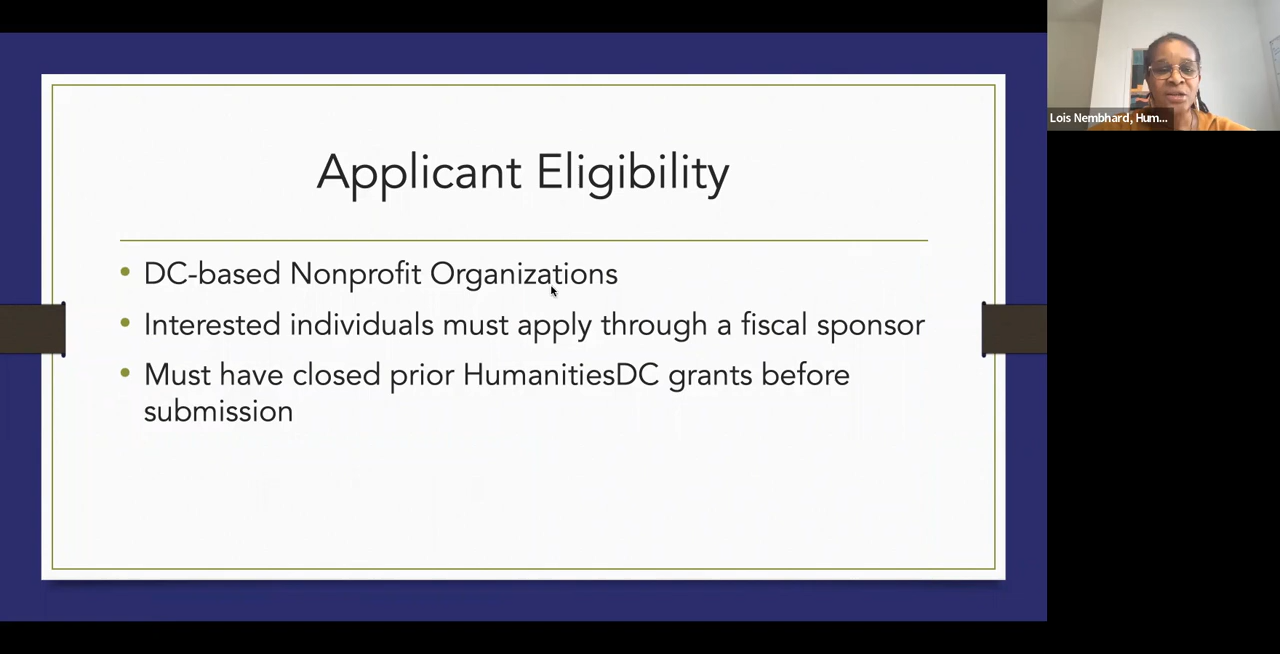 Applicant Eligibility
• DC-based Nonprofit Organizations
• Interested individuals must apply through a fiscal sponsor
• Must have closed prior HumanitiesDC grants before
submission
Lois Nembhard, Hum...